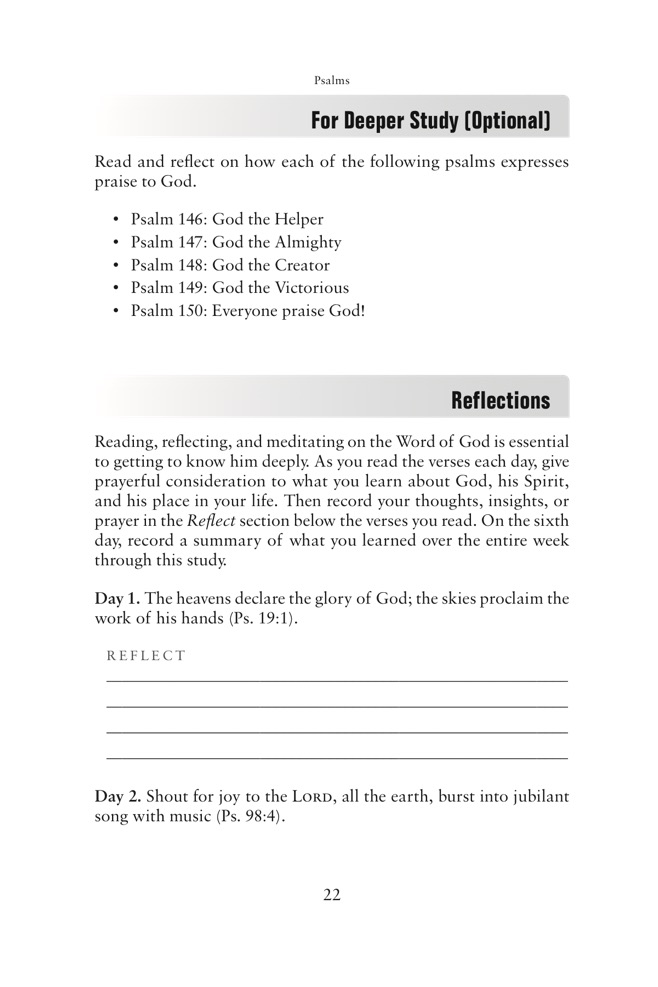 Psalms
For Deeper Study (Optional)
Read and reflect on how each of the following psalms expresses
praise to God.
• Psalm 146: God the Helper
• Psalm 147: God the Almighty
• Psalm 148: God the Creator
• Psalm 149: God the Victorious
• Psalm 150: Everyone praise God!
Reflections
Reading, reflecting, and meditating on the Word of God is essential
to getting to know him deeply. As you read the verses each day, give
prayerful consideration to what you learn about God, his Spirit,
and his place in your life. Then record your thoughts, insights, or
prayer in the Reflect section below the verses you read. On the sixth
day, record a summary of what you learned over the entire week
through this study.
Day 1. The heavens declare the glory of God; the skies proclaim the
work of his hands (Ps. 19:1).
REFLECT
Day 2. Shout for joy to the LORD, all the earth, burst into jubilant
song with music (Ps. 98:4).
22